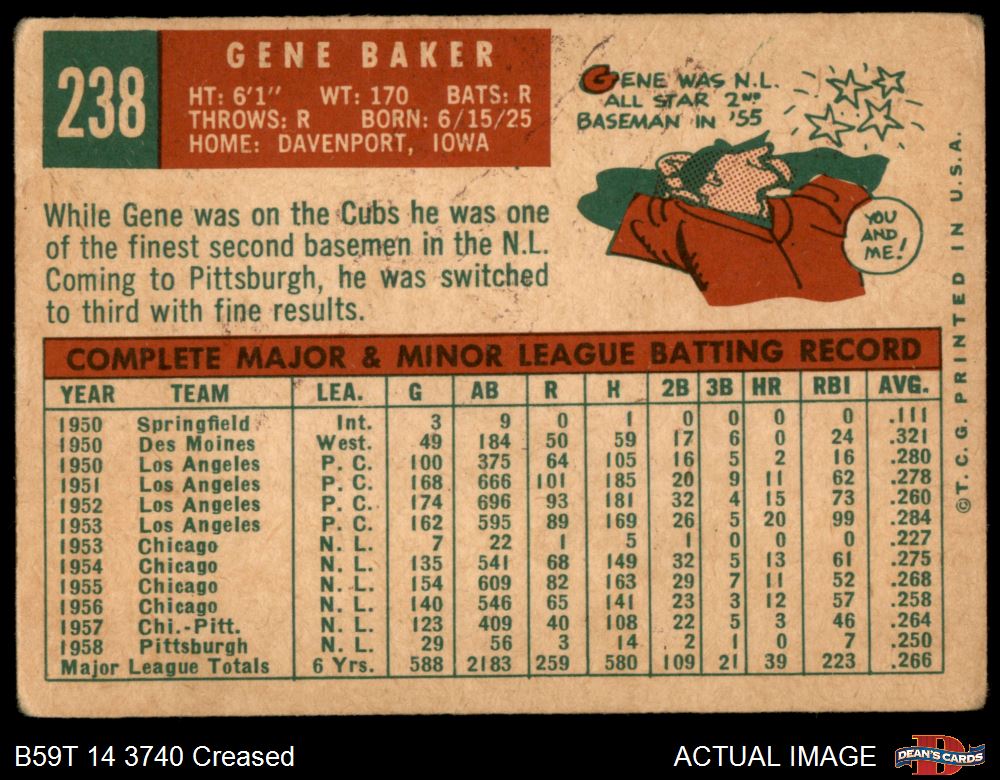 238
GENE BAKER
HT: 6'1" WT: 170 BATS: R
THROWS: R BORN: 6/15/25
HOME: DAVENPORT, IOWA
GENE WAS N.L.
ALL STAR 2ND
BASEMAN IN '55
YOU
AND
ME!
While Gene was on the Cubs he was one
of the finest second basemen in the N.L.
Coming to Pittsburgh, he was switched
to third with fine results.
COMPLETE MAJOR & MINOR LEAGUE BATTING RECORD
YEAR TEAM LEA. G AB R H 2B 3B HR RBI AVG.
1950 Springfield Int. 3 9 0 1 0 0 0 0 .111
1950 Des Moines West. 49 184 50 59 17 6 0 24 .321
1950 Los Angeles P. C. 100 375 64 105 16 5 2 16 .280
1951 Los Angeles P. C. 168 666 101 185 20 9 11 62 .278
1952 Los Angeles P. C. 174 696 93 181 32 4 15 73 .260
1953 Los Angeles P. C. 162 595 89 169 26 5 20 99 .284
1953 Chicago N. L. 7 22 1 5 1 0 0 0 .227
1954 Chicago N. L. 135 541 68 149 32 5 13 61 .275
1955 Chicago N. L. 154 609 82 163 29 7 11 52 .268
1956 Chicago N. L. 140 546 65 141 23 3 12 57 .258
1957 Chi.-Pitt. N. L. 123 409 40 108 22 5 3 46 .264
1958 Pittsburgh N. L. 29 56 3 14 2 1 0 7 .250
Major League Totals 6 Yrs. 588 2183 259 580 109 21 39 223 .266
©T. C. G. PRINTED IN U.S.A.
B59T 14 3740 Creased
ACTUAL IMAGE
D
DEAN'S CARDS